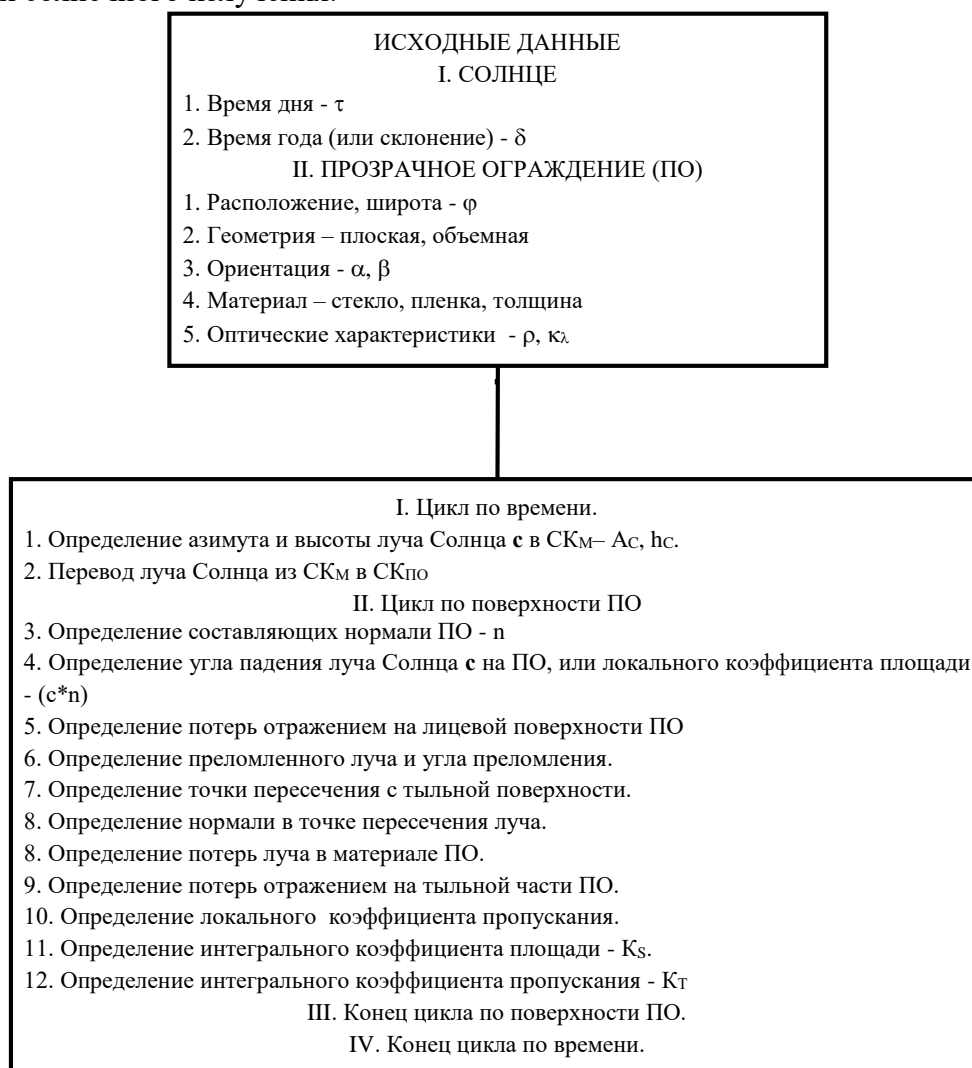 ИСХОДНЫЕ ДАННЫЕ
I. СОЛНЦЕ
1. Время дня - τ
2. Время года (или склонение) - δ
II. ПРОЗРАЧНОЕ ОГРАЖДЕНИЕ (ПО)
1. Расположение, широта - φ
2. Геометрия – плоская, объемная
3. Ориентация - α, β
4. Материал – стекло, пленка, толщина
5. Оптические характеристики - ρ, κλ
I. Цикл по времени.
1. Определение азимута и высоты луча Солнца с в СКМ– АС, hС.
2. Перевод луча Солнца из СКМ в СКПО
II. Цикл по поверхности ПО
3. Определение составляющих нормали ПО - n
4. Определение угла падения луча Солнца с на ПО, или локального коэффициента площади
- (c*n)
5. Определение потерь отражением на лицевой поверхности ПО
6. Определение преломленного луча и угла преломления.
7. Определение точки пересечения с тыльной поверхности.
8. Определение нормали в точке пересечения луча.
8. Определение потерь луча в материале ПО.
9. Определение потерь отражением на тыльной части ПО.
10. Определение локального коэффициента пропускания.
11. Определение интегрального коэффициента площади - KS.
12. Определение интегрального коэффициента пропускания - KТ
III. Конец цикла по поверхности ПО.
IV. Конец цикла по времени.